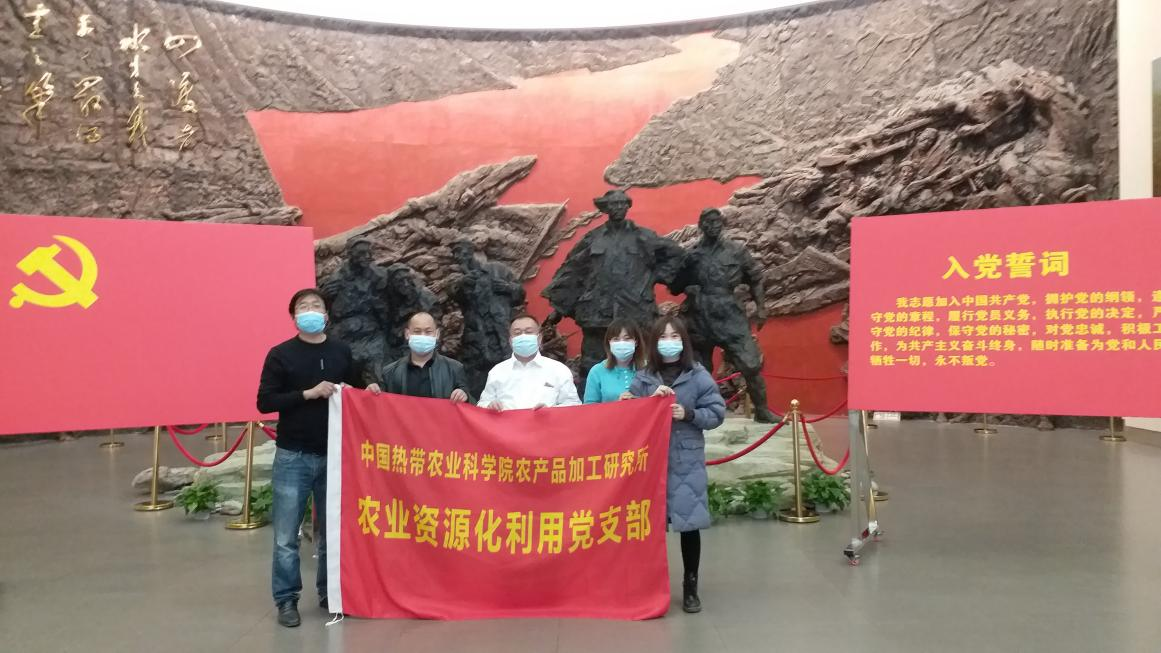 入党誓词
我志愿加入中国共产党，拥护党的纲领，遵
守党的章程，履行党员义务，执行党的决定，严
守党的纪律，保守党的秘密，对党忠诚，积极工
作，为共产主义奋斗终身，随时准备为党和人民
牺牲一切，永不叛党。
中国热带农业科学院农产品加工研究所
农业资源化利用党支部